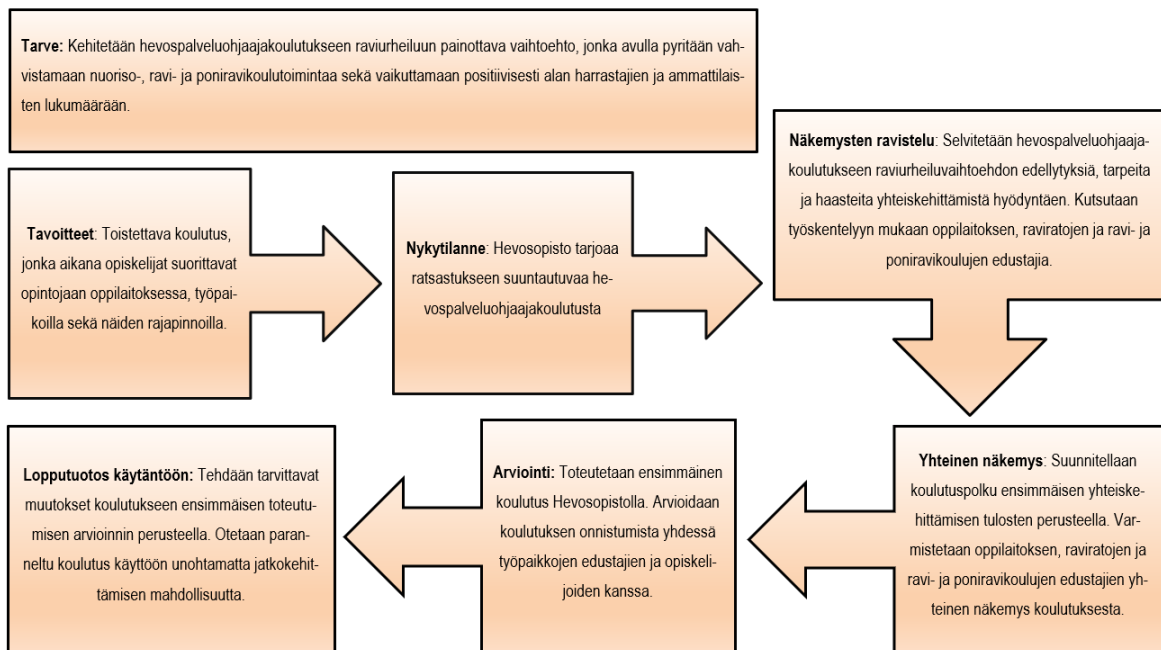 Tarve: Kehitetään hevospalveluohjaajakoulutukseen raviurheiluun painottava vaihtoehto, jonka avulla pyritään vah-
vistamaan nuoriso-, ravi- ja poniravikoulutoimintaa sekä vaikuttamaan positiivisesti alan harrastajien ja ammattilais-
ten lukumäärään.
Tavoitteet: Toistettava koulutus,
jonka aikana opiskelijat suorittavat
opintojaan oppilaitoksessa, työpai-
koilla sekä näiden rajapinnoilla.
Nykytilanne: Hevosopisto tarjoaa
ratsastukseen suuntautuvaa he-
vospalveluohjaajakoulutusta
Näkemysten ravistelu: Selvitetään hevospalveluohjaaja-
koulutukseen raviurheiluvaihtoehdon edellytyksiä, tarpeita
ja haasteita yhteiskehittämistä hyödyntäen. Kutsutaan
työskentelyyn mukaan oppilaitoksen, raviratojen ja ravi- ja
poniravikoulujen edustajia.
Yhteinen näkemys: Suunnitellaan
koulutuspolku ensimmäisen yhteiske-
hittämisen tulosten perusteella. Var-
mistetaan oppilaitoksen, raviratojen ja
ravi- ja poniravikoulujen edustajien yh-
teinen näkemys koulutuksesta.
Arviointi: Toteutetaan ensimmäinen
koulutus Hevosopistolla. Arvioidaan
koulutuksen onnistumista yhdessä
työpaikkojen edustajien ja opiskeli-
joiden kanssa.
Lopputuotos käytäntöön: Tehdään tarvittavat
muutokset koulutukseen ensimmäisen toteutu-
misen arvioinnin perusteella. Otetaan paran-
neltu koulutus käyttöön unohtamatta jatkokehit-
tämisen mahdollisuutta.